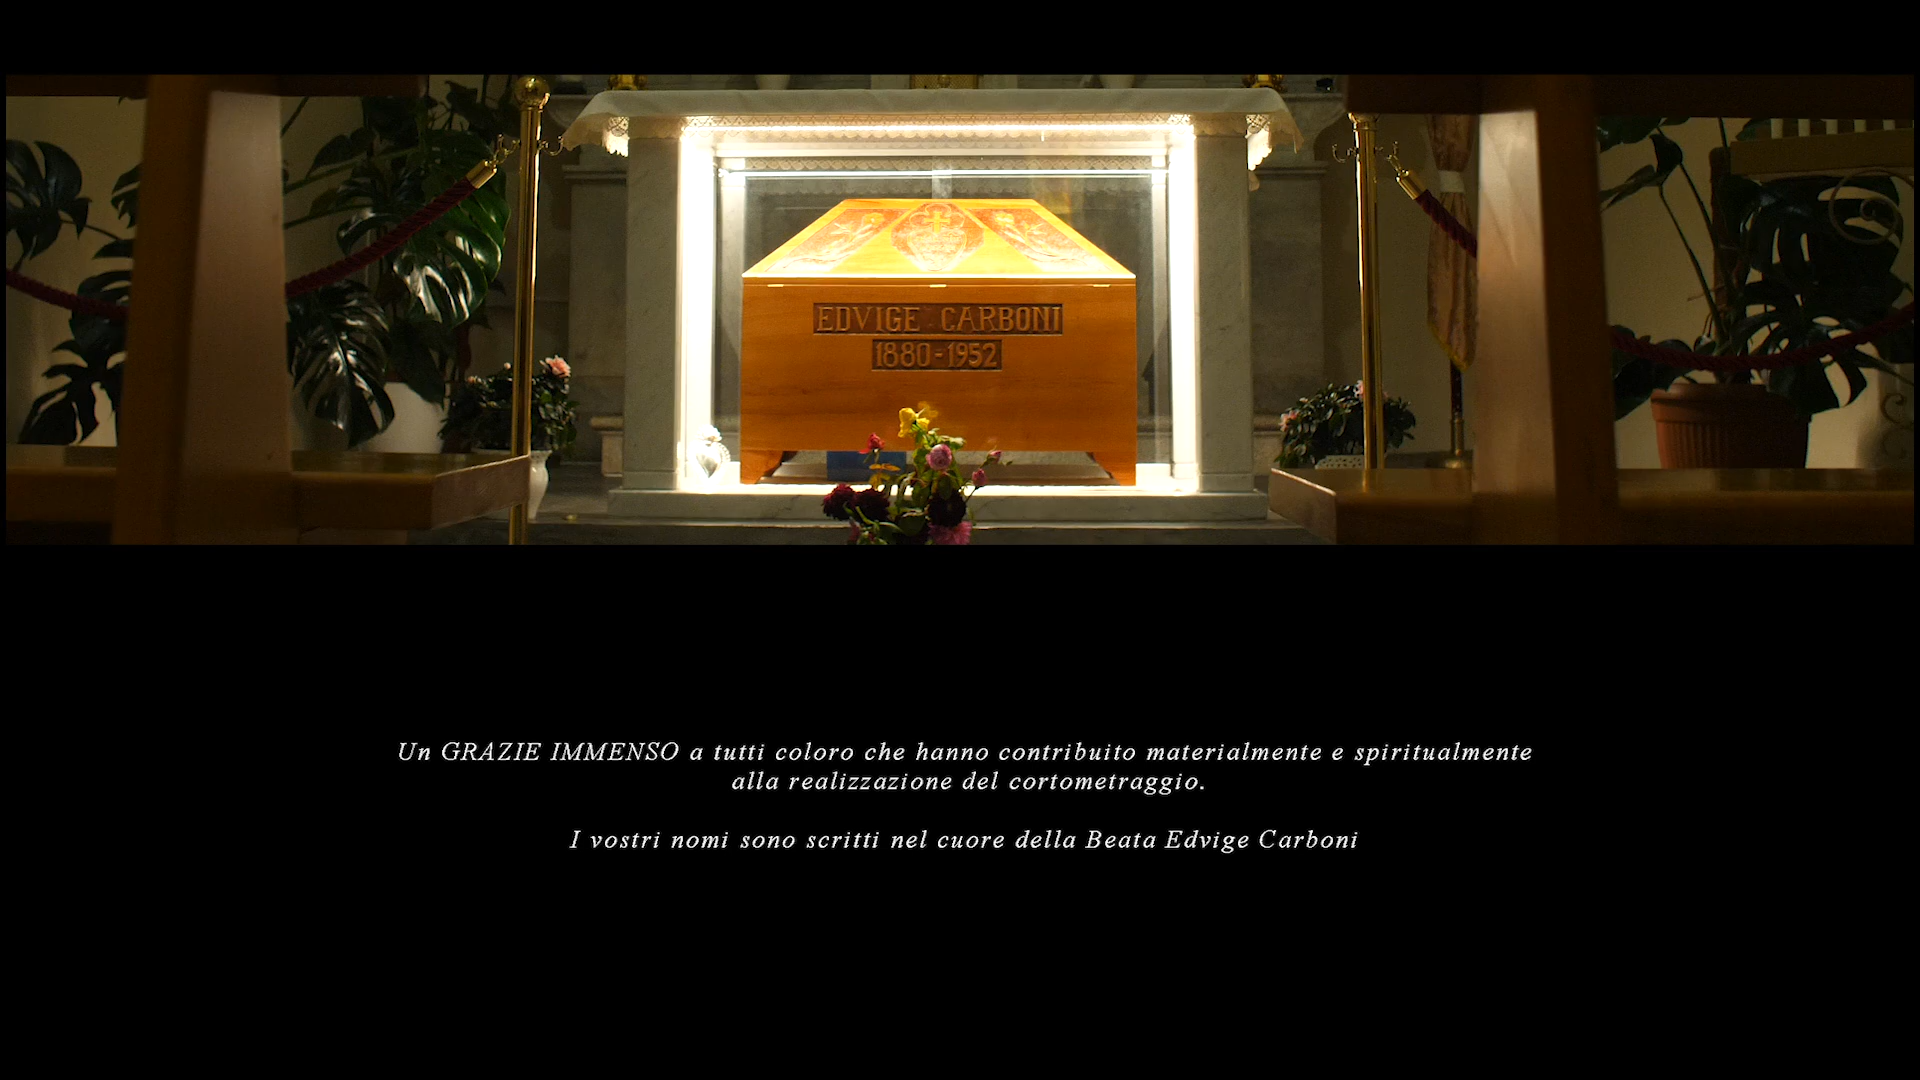 EDVIGE CARBONI
1880-1952
Un GRAZIE IMMENSO a tutti coloro che hanno contribuito materialmente e spiritualmente
alla realizzazione del cortometraggio.
I vostri nomi sono scritti nel cuore della Beata Edvige Carboni